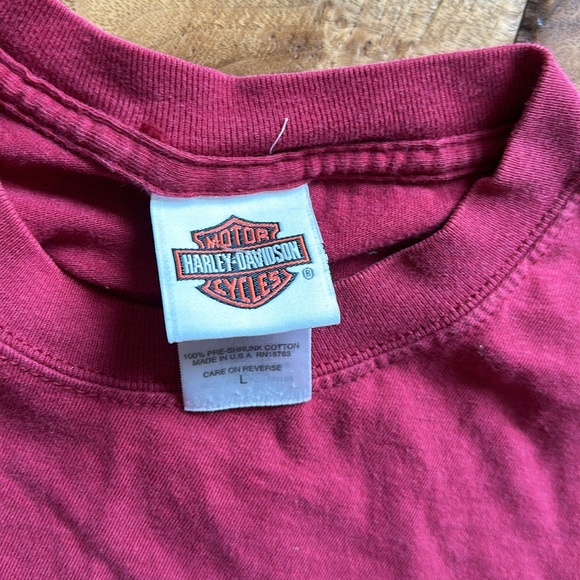 MOTOR
HARLEY-DAVIDSON
CYCLES
®
100% PRE-SHRUNK COTTON
MADE IN U.S.A. RN15763
CARE ON REVERSE
L